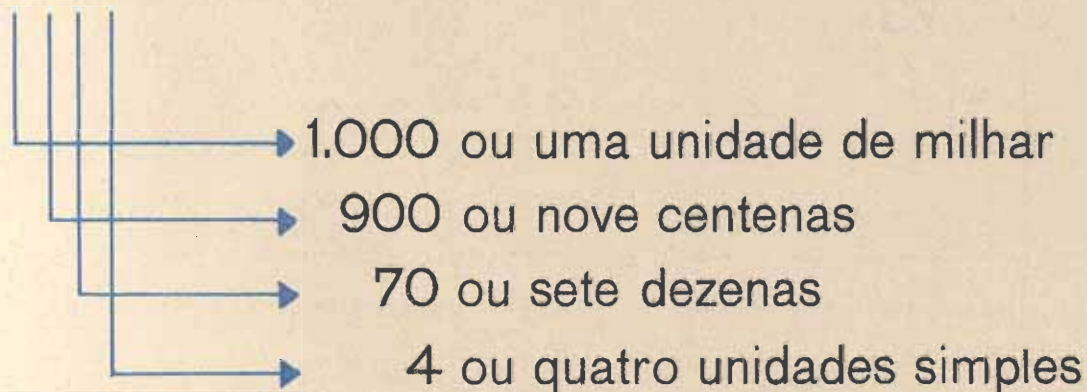 1.000 ou uma unidade de milhar
900 ou nove centenas
70 ou sete dezenas
4 ou quatro unidades simples